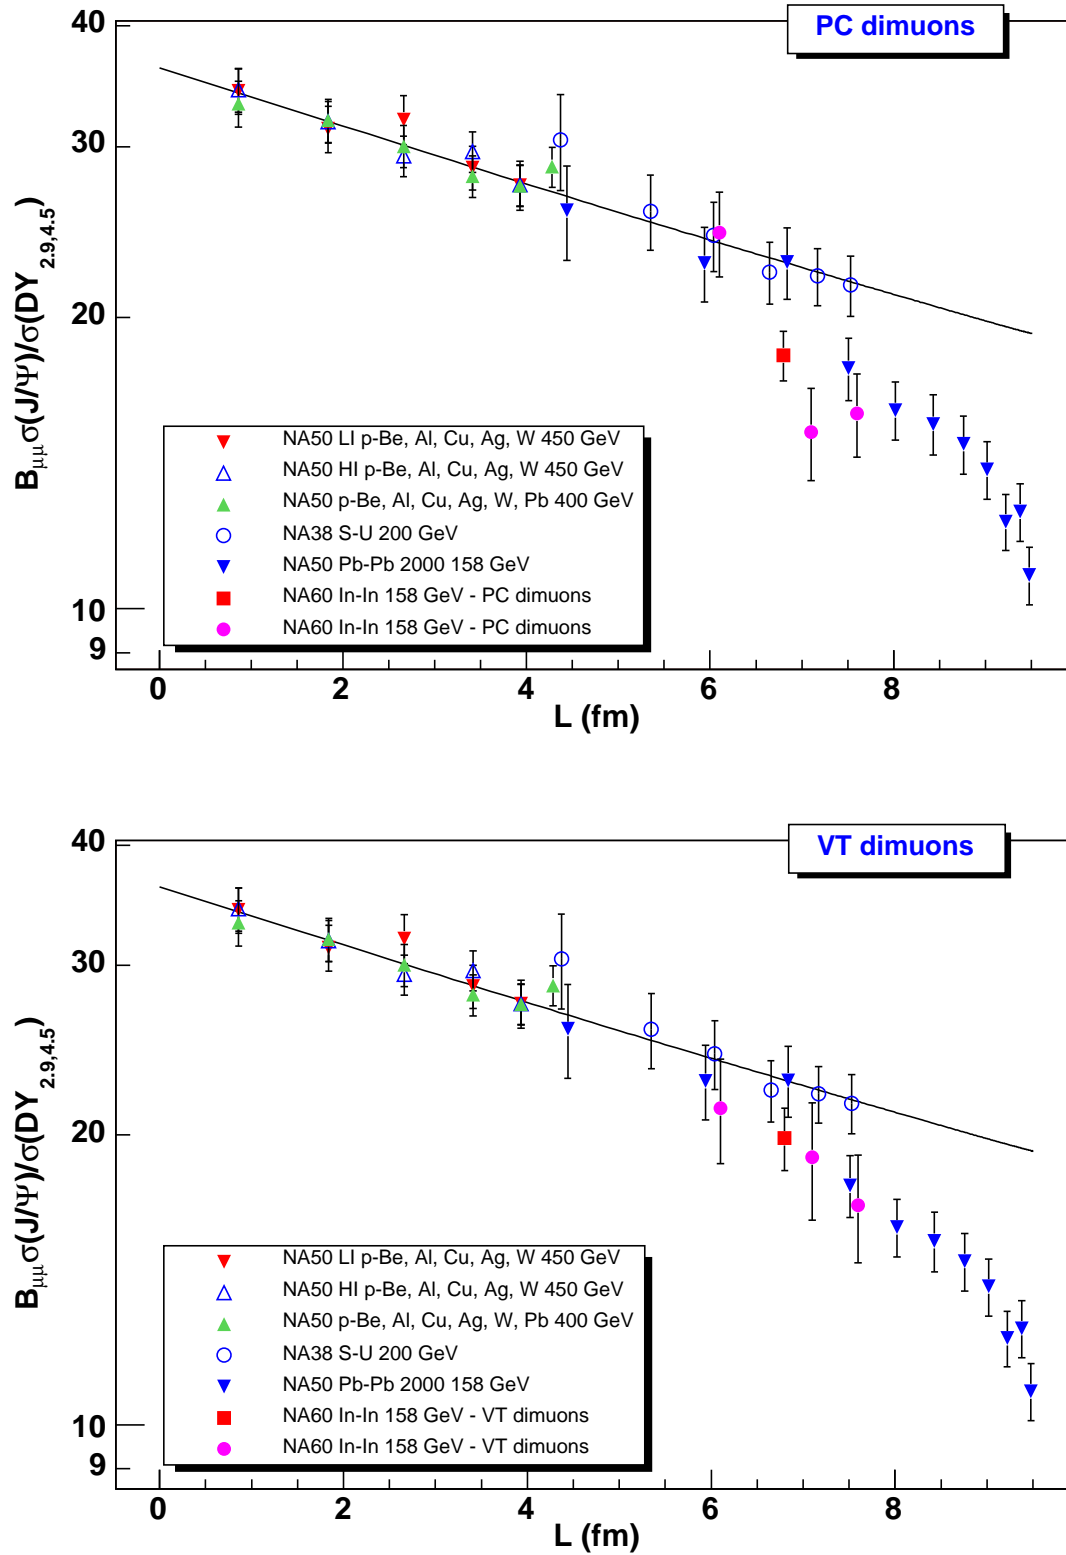 PC dimuons
40
30
20
10
9
B_μμ σ(J/Ψ)/σ(DY_2.9,4.5)
NA50 LI p-Be, Al, Cu, Ag, W 450 GeV
NA50 HI p-Be, Al, Cu, Ag, W 450 GeV
NA50 p-Be, Al, Cu, Ag, W, Pb 400 GeV
NA38 S-U 200 GeV
NA50 Pb-Pb 2000 158 GeV
NA60 In-In 158 GeV - PC dimuons
NA60 In-In 158 GeV - PC dimuons
0 2 4 6 8
L (fm)
VT dimuons
40
30
20
10
9
B_μμ σ(J/Ψ)/σ(DY_2.9,4.5)
NA50 LI p-Be, Al, Cu, Ag, W 450 GeV
NA50 HI p-Be, Al, Cu, Ag, W 450 GeV
NA50 p-Be, Al, Cu, Ag, W, Pb 400 GeV
NA38 S-U 200 GeV
NA50 Pb-Pb 2000 158 GeV
NA60 In-In 158 GeV - VT dimuons
NA60 In-In 158 GeV - VT dimuons
0 2 4 6 8
L (fm)